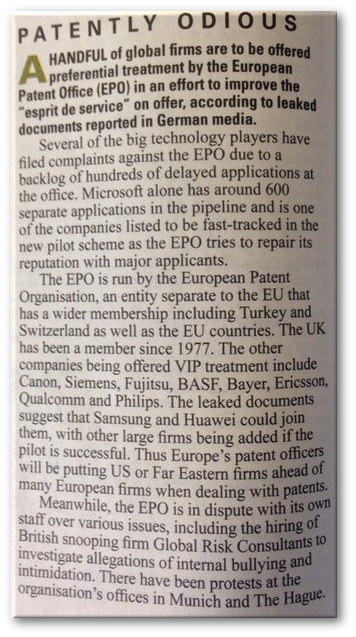 PATENTLY ODIOUS
A HANDFUL of global firms are to be offered
preferential treatment by the European
Patent Office (EPO) in an effort to improve the
"esprit de service" on offer, according to leaked
documents reported in German media.
Several of the big technology players have
filed complaints against the EPO due to a
backlog of hundreds of delayed applications at
the office. Microsoft alone has around 600
separate applications in the pipeline and is one
of the companies listed to be fast-tracked in the
new pilot scheme as the EPO tries to repair its
reputation with major applicants.
The EPO is run by the European Patent
Organisation, an entity separate to the EU that
has a wider membership including Turkey and
Switzerland as well as the EU countries. The UK
has been a member since 1977. The other
companies being offered VIP treatment include
Canon, Siemens, Fujitsu, BASF, Bayer, Ericsson,
Qualcomm and Philips. The leaked documents
suggest that Samsung and Huawei could join
them, with other large firms being added if the
pilot is successful. Thus Europe's patent officers
will be putting US or Far Eastern firms ahead of
many European firms when dealing with patents.
Meanwhile, the EPO is in dispute with its own
staff over various issues, including the hiring of
British snooping firm Global Risk Consultants to
investigate allegations of internal bullying and
intimidation. There have been protests at the
organisation's offices in Munich and The Hague.